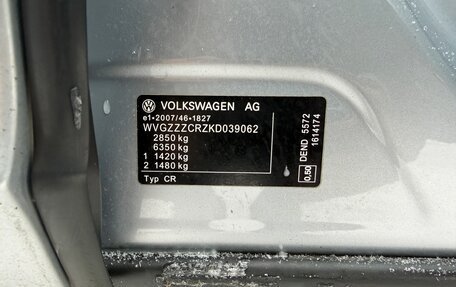 VOLKSWAGEN AG
e1*2007/46*1827
WVGZZZCRZKD039062
2850 kg
6350 kg
1 1420 kg
2 1480 kg
Typ CR
DEND 5572
1614174
0.50